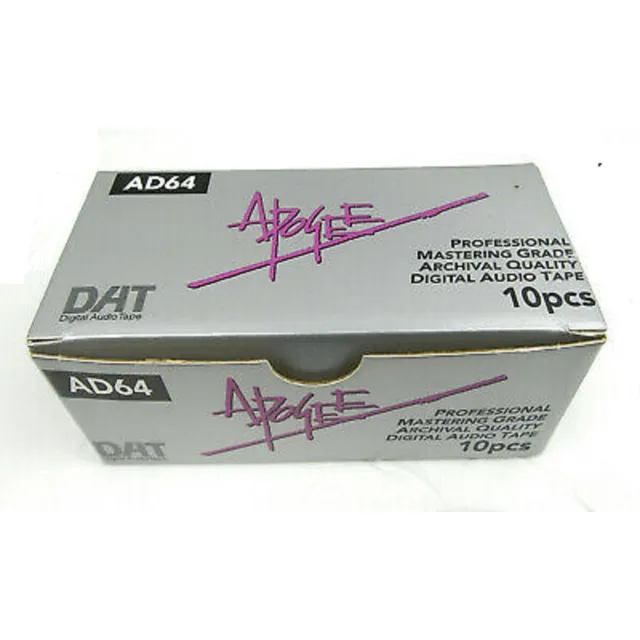 AD64
APOGEE
PROFESSIONAL
MASTERING GRADE
ARCHIVAL QUALITY
DIGITAL AUDIO TAPE
10pcs
DAT
Digital Audio Tape
AD64
APOGEE
PROFESSIONAL
MASTERING GRADE
ARCHIVAL QUALITY
DIGITAL AUDIO TAPE
10pcs
DAT